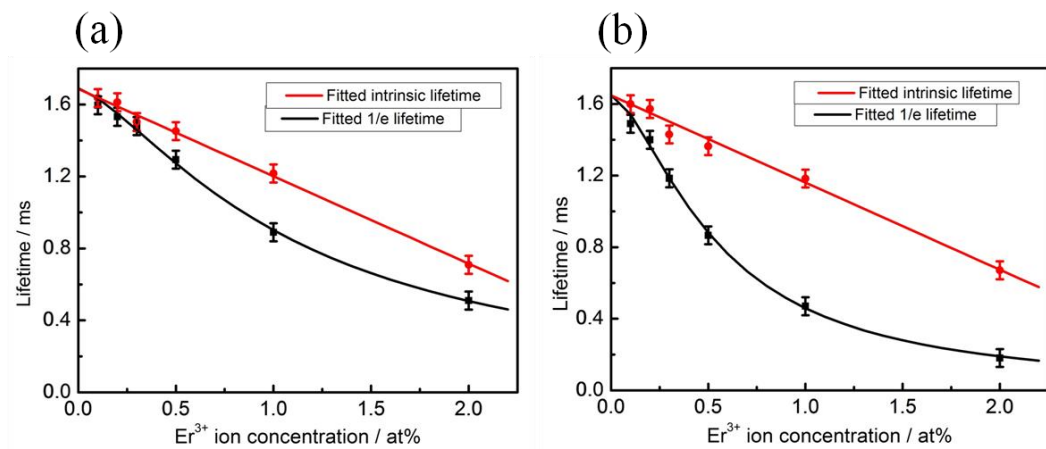 (a)
Lifetime / ms
1.6
1.2
0.8
0.4
0.0
Fitted intrinsic lifetime
Fitted 1/e lifetime
0.0 0.5 1.0 1.5 2.0
Er³⁺ ion concentration / at%
(b)
Lifetime / ms
1.6
1.2
0.8
0.4
0.0
Fitted intrinsic lifetime
Fitted 1/e lifetime
0.0 0.5 1.0 1.5 2.0
Er³⁺ ion concentration / at%